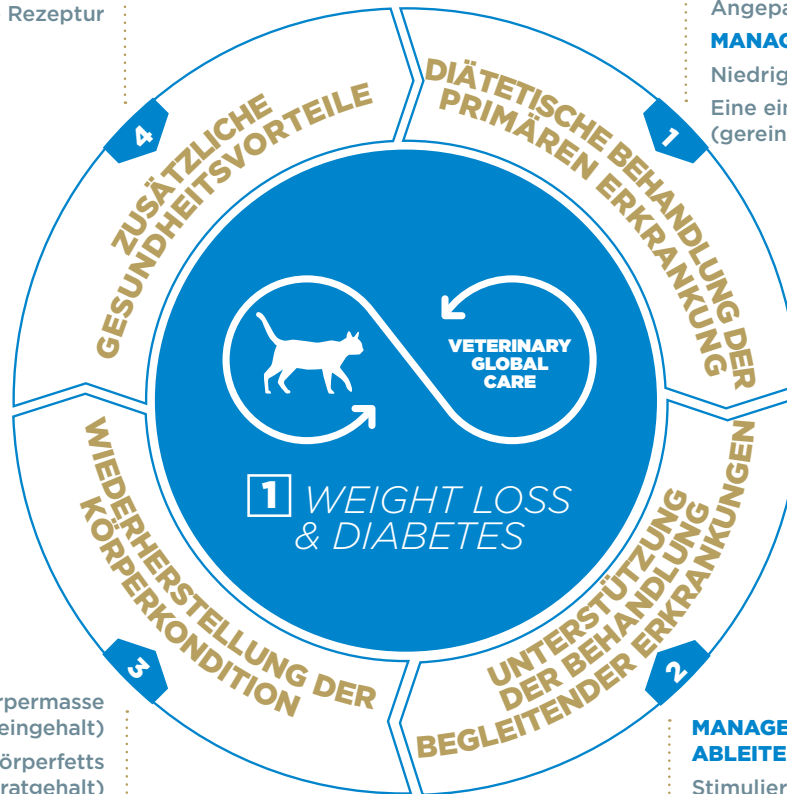 Rezeptur
4
ZUSÄTZLICHE
GESUNDHEITSVORTEILE
DIÄTETISCHE BEHANDLUNG DER
PRIMÄREN ERKRANKUNG
1
MANAG
Niedrig
Eine ein
(gerein
VETERINARY
GLOBAL
CARE
1 WEIGHT LOSS
& DIABETES
WIEDERHERSTELLUNG DER
KÖRPERKONDITION
3
rpermasse
eingehalt)
örperfetts
ratgehalt)
UNTERSTÜTZUNG
DER BEHANDLUNG
BEGLEITENDER ERKRANKUNGEN
2
MANAGE
ABLEITE
Stimulier